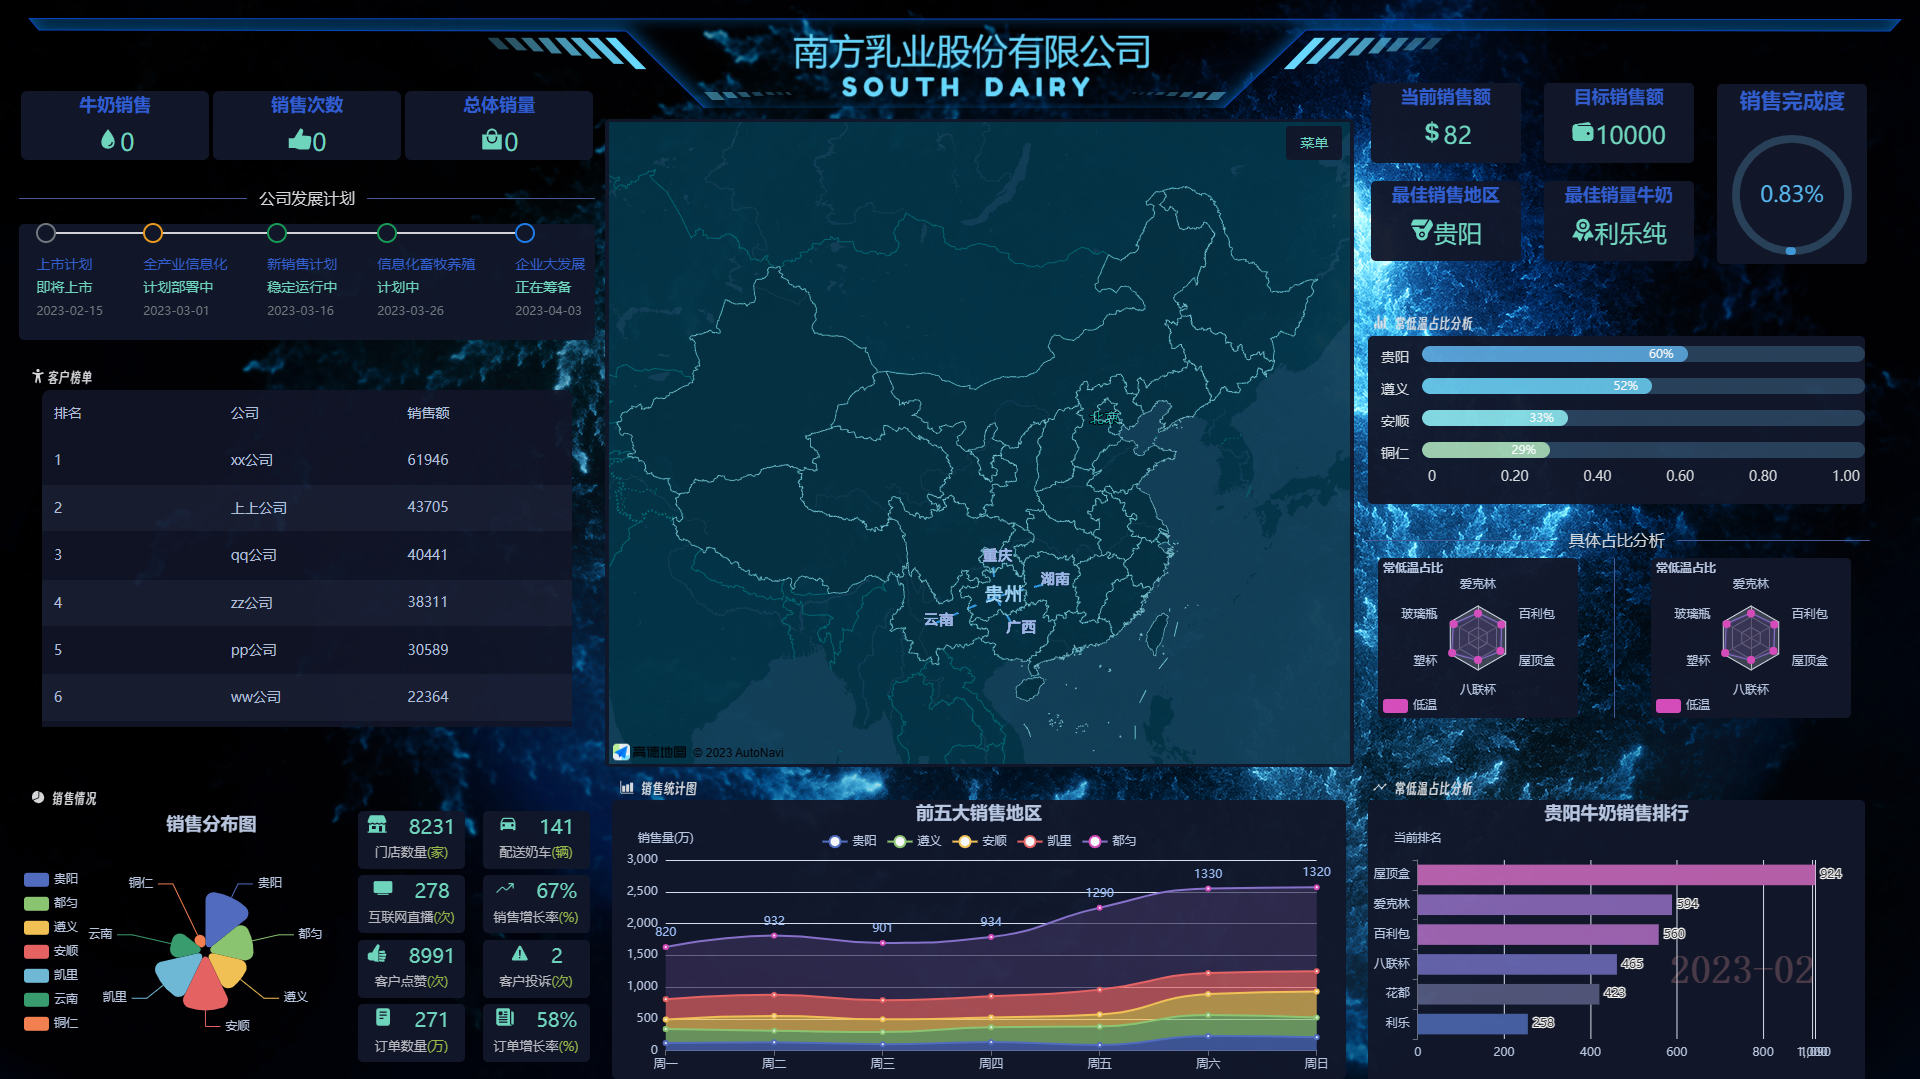 南方乳业股份有限公司
SOUTH DAIRY
牛奶销售
0
销售次数
0
总体销量
0
公司发展计划
上市计划
即将上市
2023-02-15
全产业信息化
计划部署中
2023-03-01
新销售计划
稳定运行中
2023-03-16
信息化畜牧养殖
计划中
2023-03-26
企业大发展
正在筹备
2023-04-03
客户榜单
排名 公司 销售额
1 xx公司 61946
2 上上公司 43705
3 qq公司 40441
4 zz公司 38311
5 pp公司 30589
6 ww公司 22364
销售情况
销售分布图
贵阳
都匀
遵义
安顺
凯里
云南
铜仁
铜仁
贵阳
云南
都匀
凯里
遵义
安顺
8231
门店数量(家)
141
配送奶车(辆)
278
互联网直播(次)
67%
销售增长率(%)
8991
客户点赞(次)
2
客户投诉(次)
271
订单数量(万)
58%
订单增长率(%)
菜单
北京
重庆
湖南
贵州
云南
广西
高德地图 © 2023 AutoNavi
销售统计图
前五大销售地区
销售量(万)
贵阳 遵义 安顺 凯里 都匀
3,000
2,500
2,000
1,500
1,000
500
0
820 932 901 934 1290 1330 1320
周一 周二 周三 周四 周五 周六 周日
当前销售额
$ 82
目标销售额
10000
最佳销售地区
贵阳
最佳销量牛奶
利乐纯
销售完成度
0.83%
常低温占比分析
贵阳 60%
遵义 52%
安顺 33%
铜仁 29%
0 0.20 0.40 0.60 0.80 1.00
具体占比分析
常低温占比
爱克林
玻璃瓶 百利包
塑杯 屋顶盒
八联杯
低温
常低温占比
爱克林
玻璃瓶 百利包
塑杯 屋顶盒
八联杯
低温
常低温占比分析
贵阳牛奶销售排行
当前排名
屋顶盒 924
爱克林 594
百利包 560
八联杯 465
花都 423
利乐 258
2023-02
0 200 400 600 800